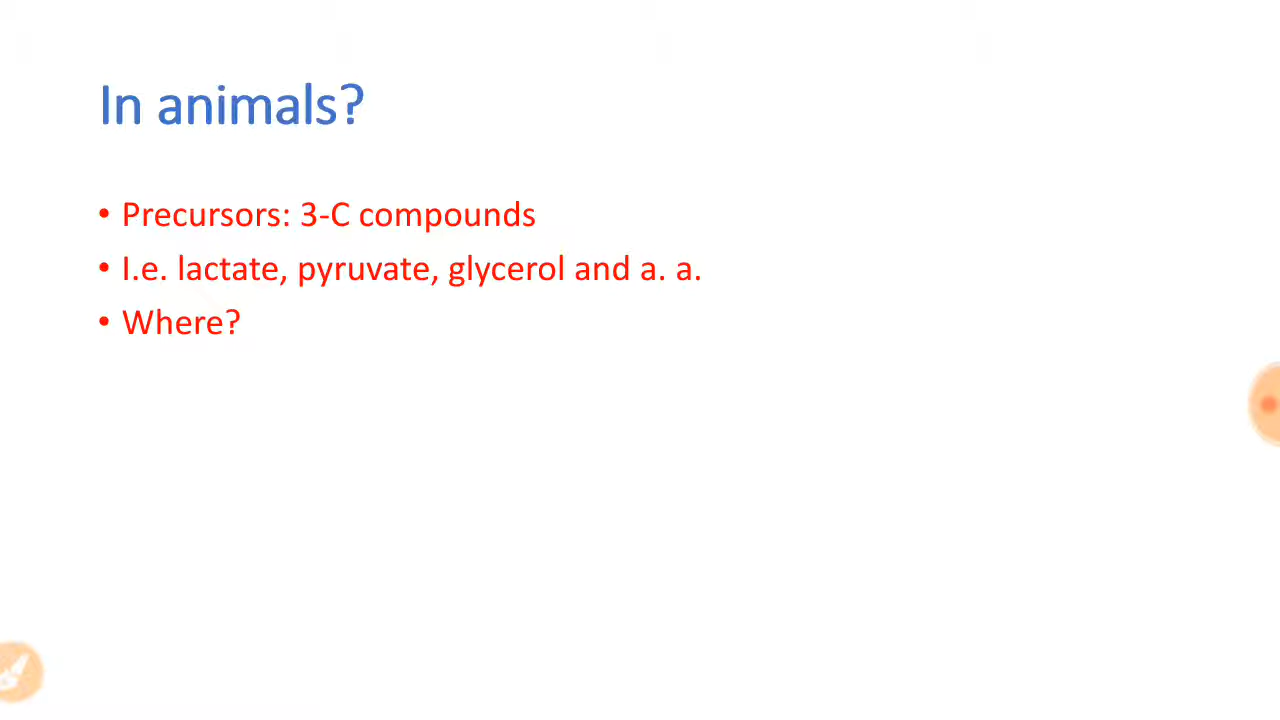 In animals?
• Precursors: 3-C compounds
• I.e. lactate, pyruvate, glycerol and a. a.
• Where?